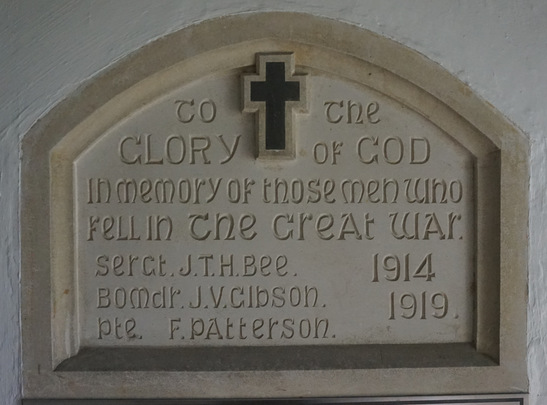 TO THE
GLORY OF GOD
IN MEMORY OF THOSE MEN WHO
FELL IN THE GREAT WAR.
SERGT. J.T.H. BEE. 1914
BOMDR. J.V. GIBSON. 1919.
PTE. F. PATTERSON.